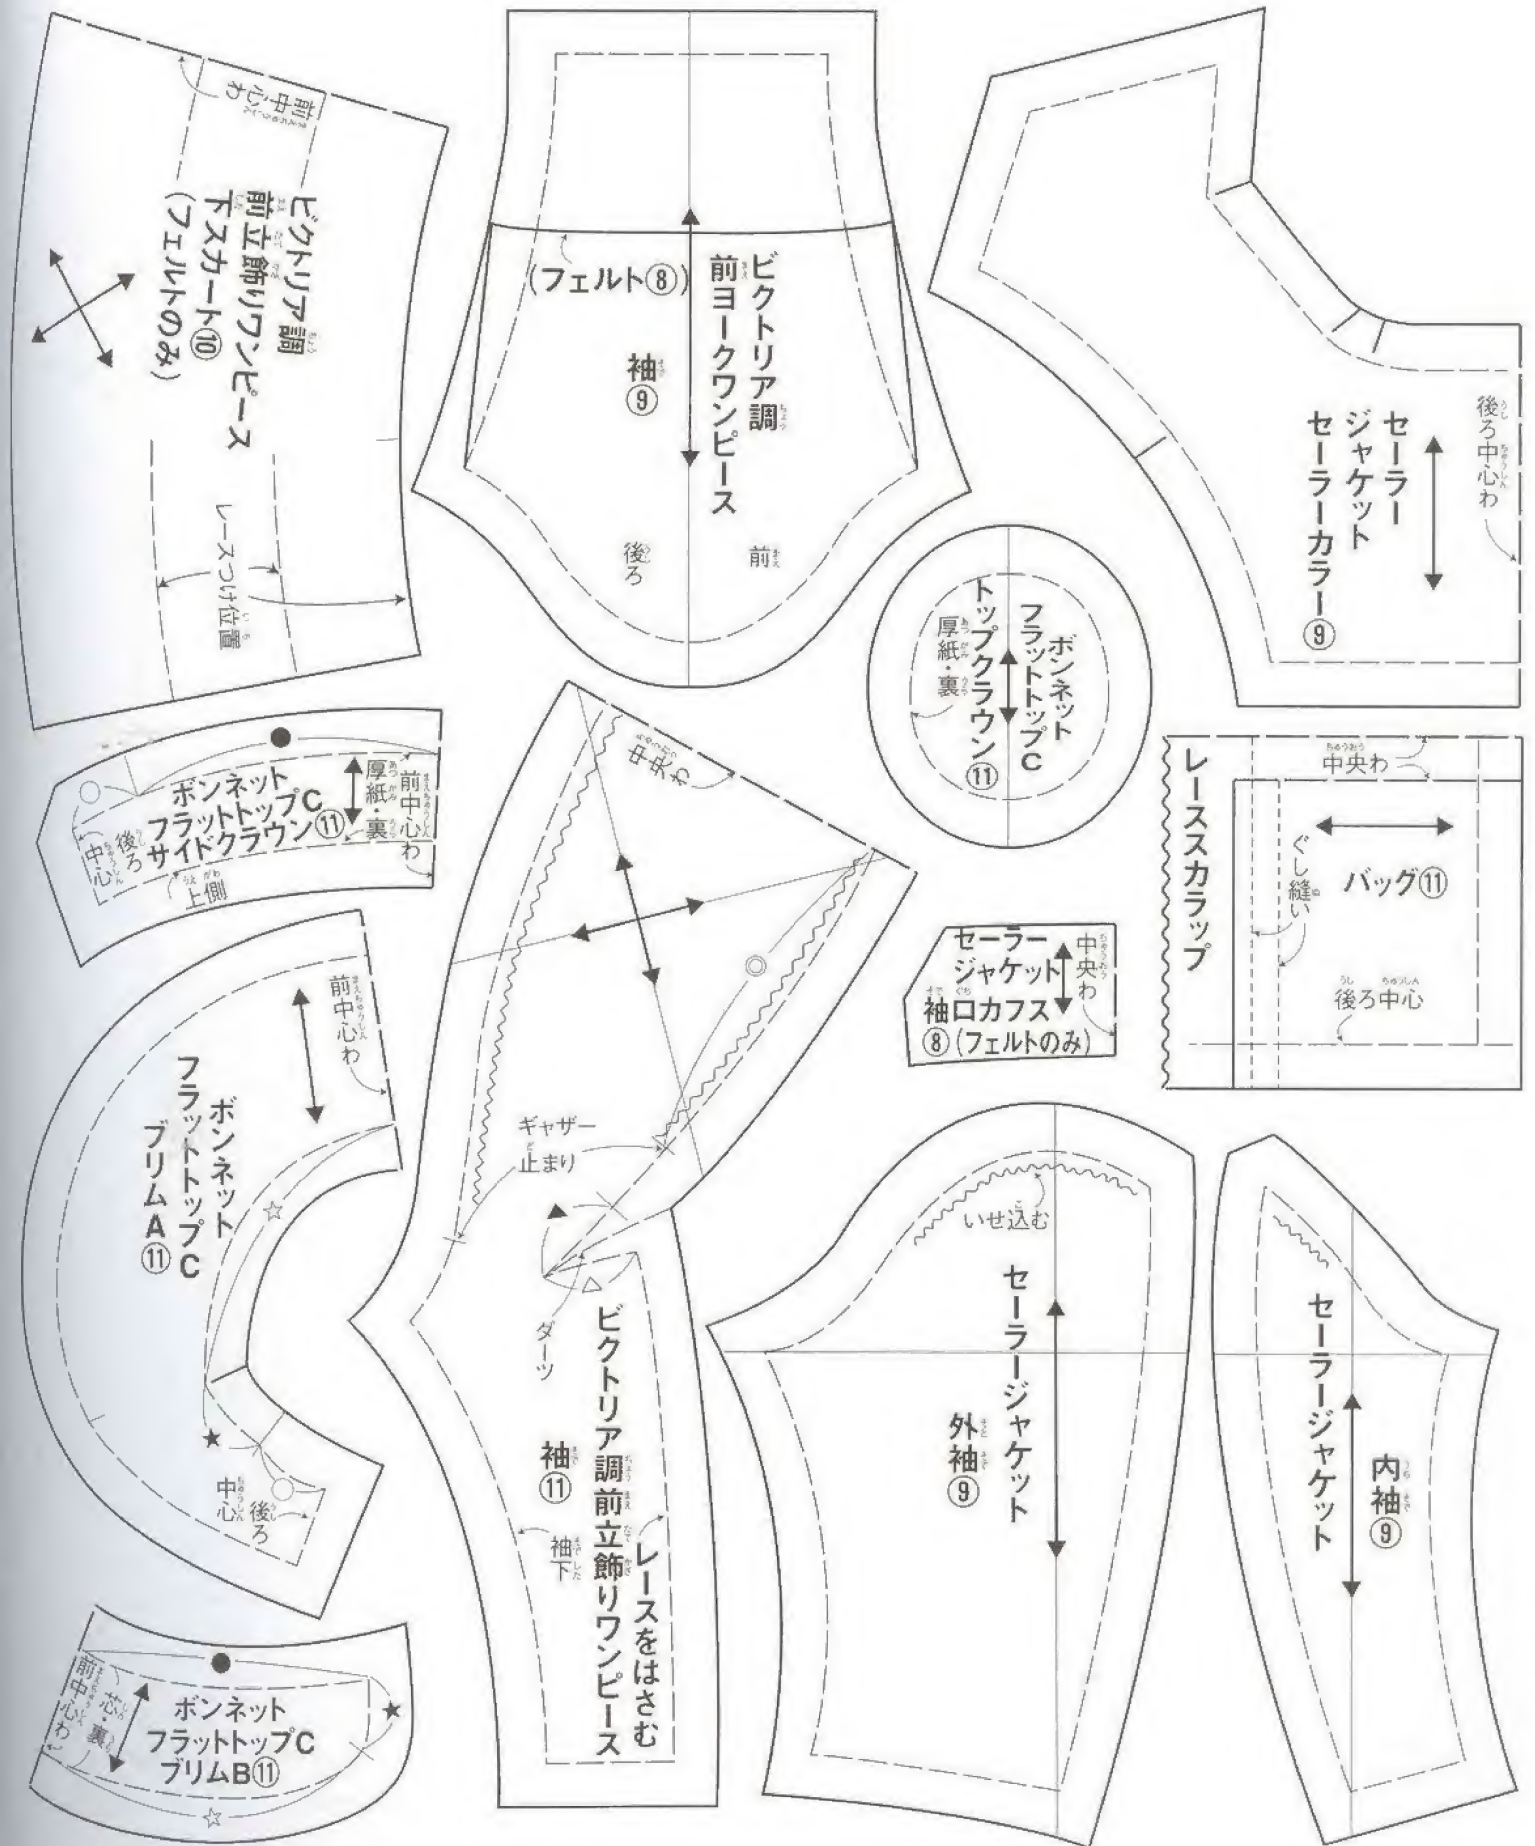 前中心わ
ビクトリア調
前立飾りワンピース
下スカート⑩
(フェルトのみ)
レースつけ位置
ビクトリア調
前ヨークワンピース
(フェルト⑧)
袖
⑨
後ろ
前
後ろ中心わ
セーラー
ジャケット
セーラーカラー⑨
ボンネット
フラットトップC
トップクラウン⑪
厚紙・裏
ボンネット
フラットトップC
サイドクラウン⑪
厚紙・裏
前中心わ
後ろ
中心
上側
中央わ
ギャザー
止まり
ダーツ
ビクトリア調前立飾りワンピース
袖
⑪
袖下
レースをはさむ
中央わ
レーススカラップ
バッグ⑪
ぐし縫い
後ろ中心
セーラー
ジャケット
袖口カフス
⑧(フェルトのみ)
中央わ
前中心わ
ボンネット
フラットトップC
ブリムA⑪
後ろ
中心
いせ込む
セーラージャケット
外袖⑨
セーラージャケット
内袖⑨
前中心わ
芯・裏
ボンネット
フラットトップC
ブリムB⑪